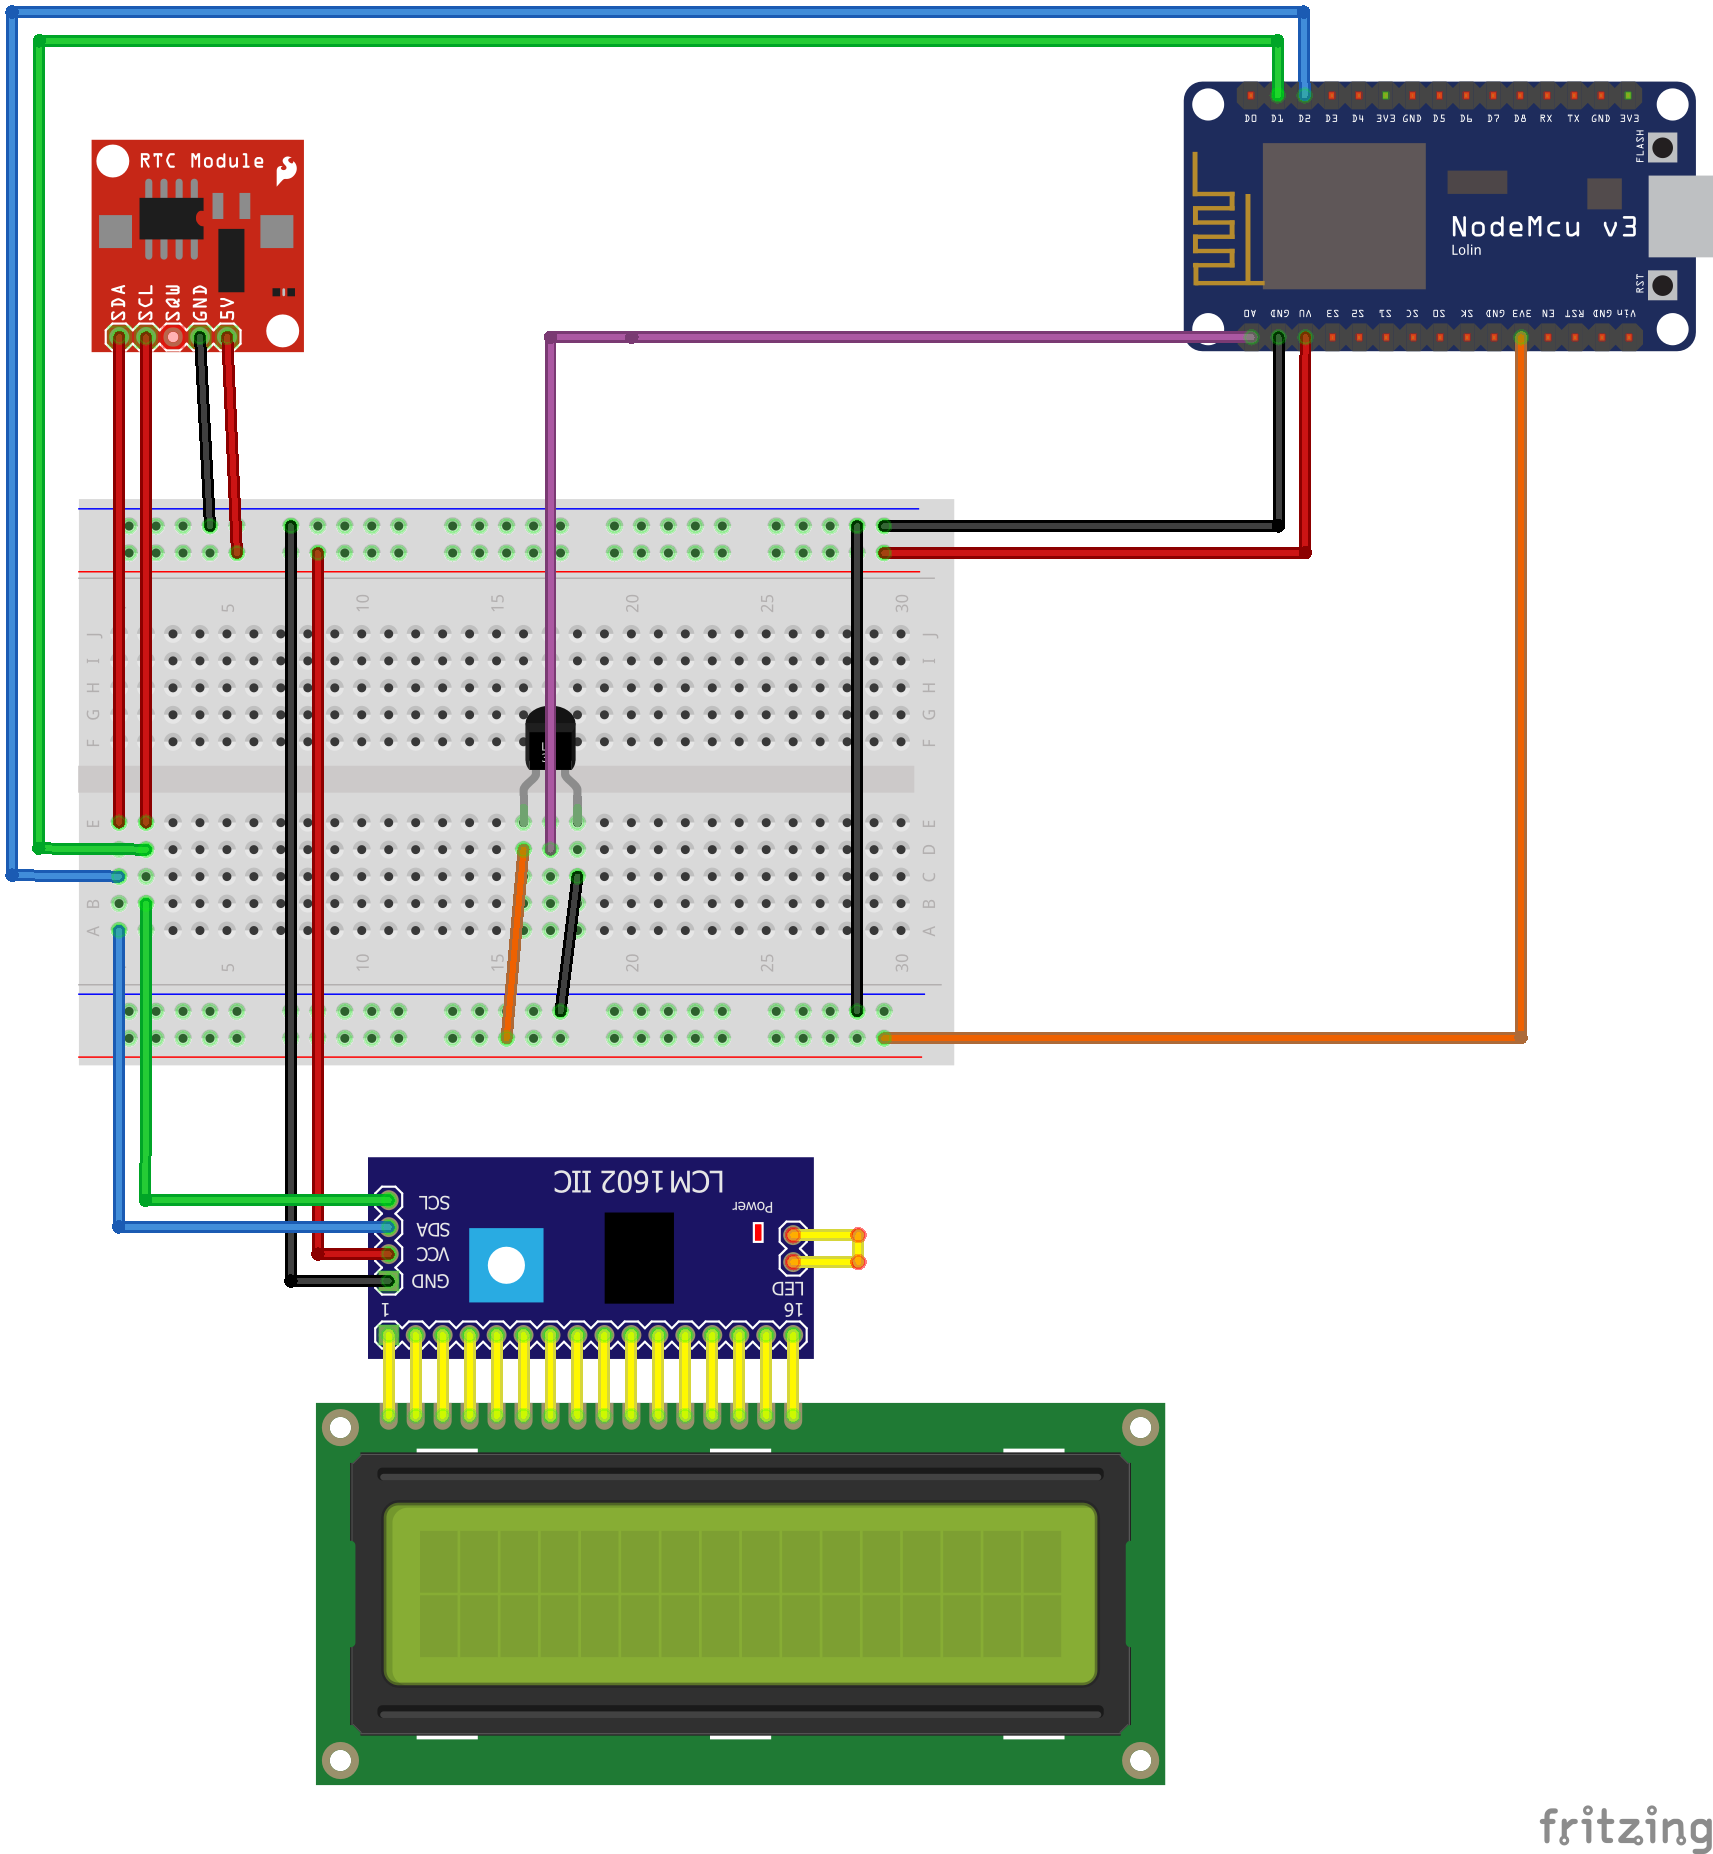 D0 D1 D2 D3 D4 3V3 GND D5 D6 D7 D8 RX TX GND 3V3
FLASH
RTC Module
NodeMcu v3
Lolin
RST
SDA SCL SQW GND 5V
A0 GND VU S3 S2 S1 SC SO SK GND 3V3 EN RST GND Vin
5 10 15 20 25 30
J J
I I
H H
G G
F F
E E
D
C
B B
A A
5 10 15 20 25 30
LCM1602 IIC
SCL
Power
SDA
VCC
GND
LED
1 16
fritzing